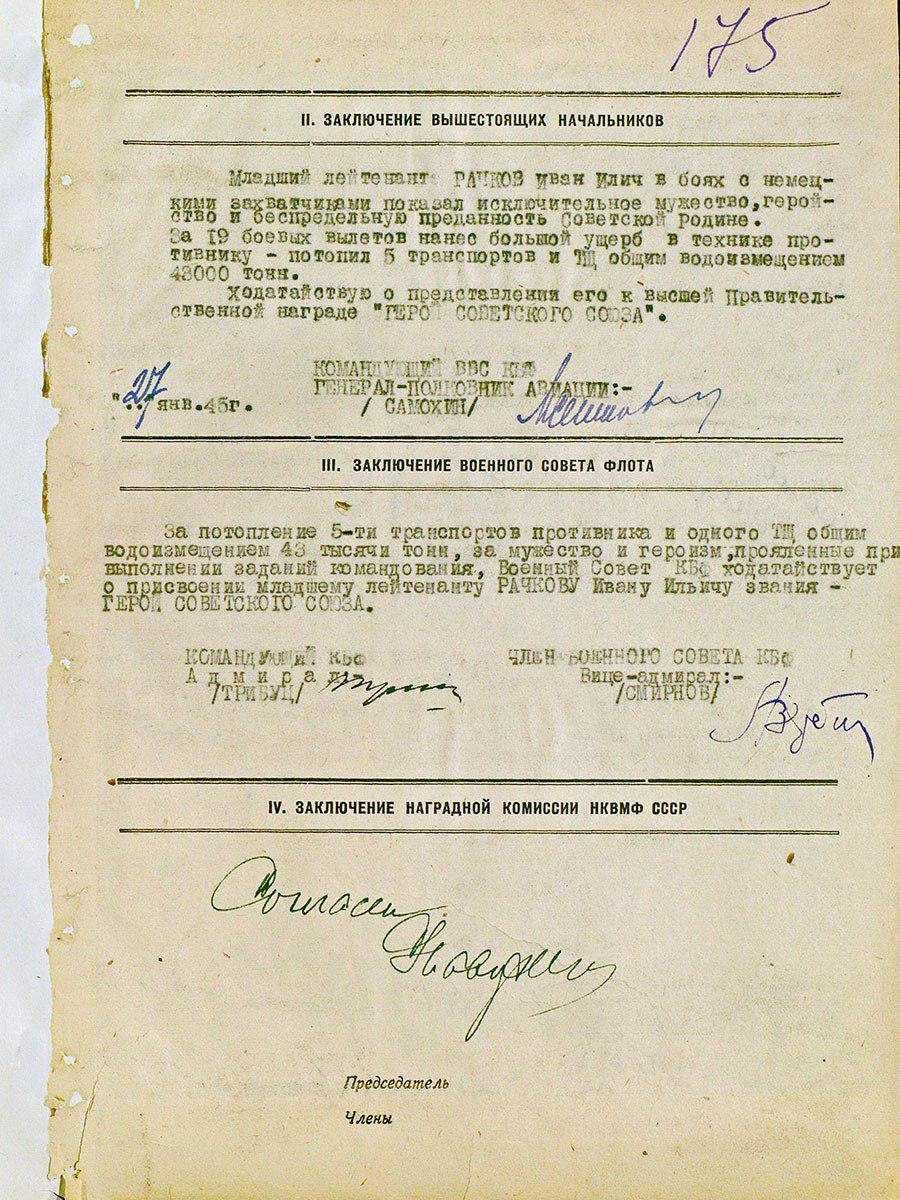 175
II. ЗАКЛЮЧЕНИЕ ВЫШЕСТОЯЩИХ НАЧАЛЬНИКОВ
Младший лейтенант РАЧКОВ Иван Илич в боях с немец-
кими захватчиками показал исключительное мужество, герой-
ство и беспредельную преданность Советской Родине.
За 19 боевых вылетов нанес большой ущерб в технике про-
тивнику - потопил 5 транспортов и ТЩ общим водоизмещением
43000 тонн.
Ходатайствую о представлении его к высшей Правитель-
ственной награде "ГЕРОЙ СОВЕТСКОГО СОЮЗА".
КОМАНДУЮЩИЙ ВВС КБФ
ГЕНЕРАЛ-ПОЛКОВНИК АВИАЦИИ:-
"27" янв.45г. / САМОХИН/
III. ЗАКЛЮЧЕНИЕ ВОЕННОГО СОВЕТА ФЛОТА
За потопление 5-ти транспортов противника и одного ТЩ общим
водоизмещением 43 тысячи тонн, за мужество и героизм, прояленные при
выполнении заданий командования, Военный Совет КБФ ходатайствует
о присвоении младшему лейтенанту РАЧКОВУ Ивану Ильичу звания -
ГЕРОЙ СОВЕТСКОГО СОЮЗА.
КОМАНДУЮЩИЙ КБФ ЧЛЕН ВОЕННОГО СОВЕТА КБФ
Адмирал:- Вице-адмирал:-
/ТРИБУЦ/ /СМИРНОВ/
IV. ЗАКЛЮЧЕНИЕ НАГРАДНОЙ КОМИССИИ НКВМФ СССР
Согласен
Председатель
Члены